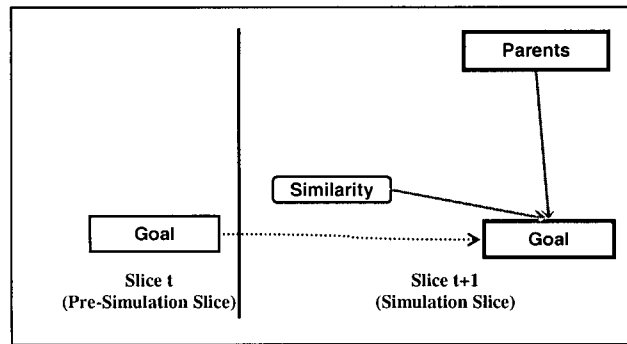 Parents
Similarity
Goal
Goal
Slice t
(Pre-Simulation Slice)
Slice t+1
(Simulation Slice)